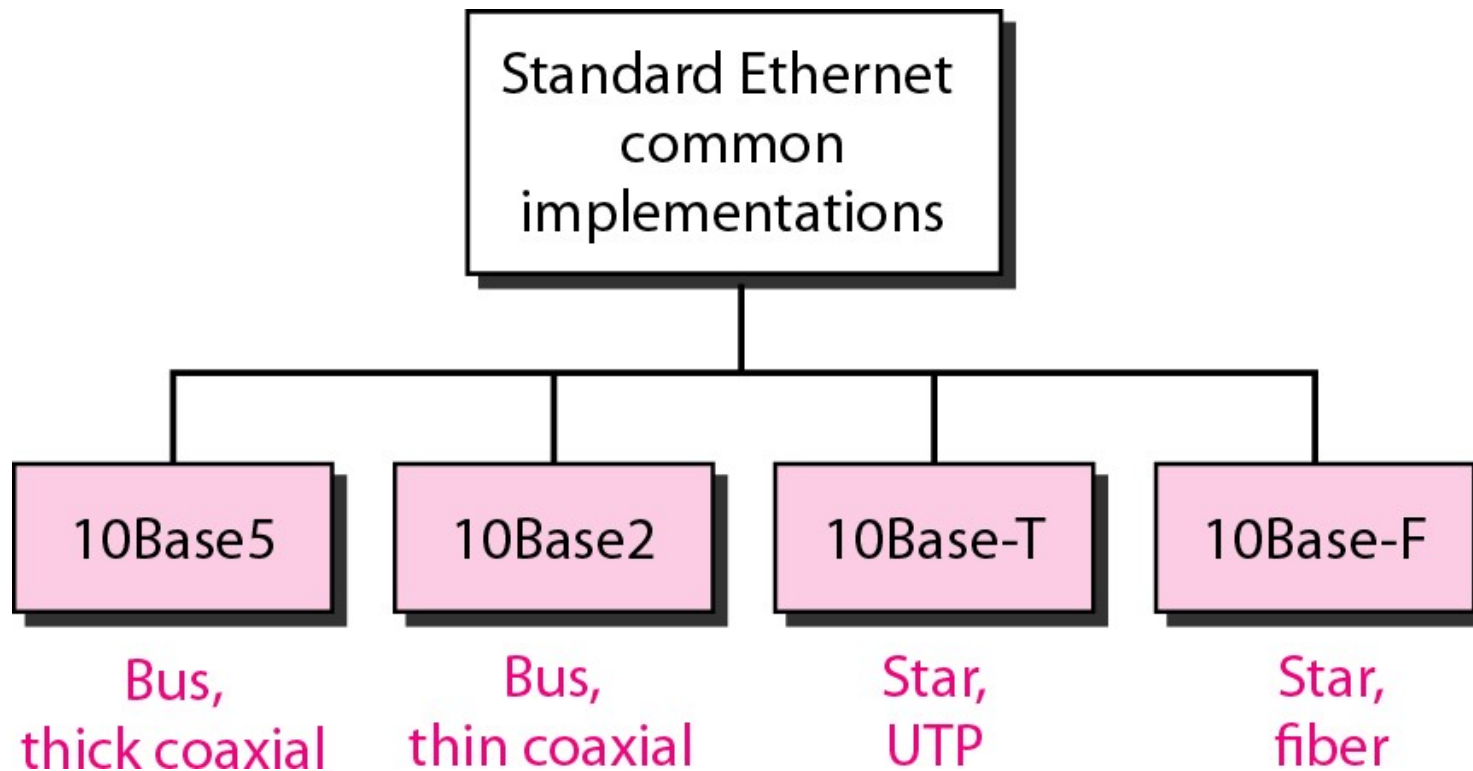 Standard Ethernet
common
implementations
10Base5
10Base2
10Base-T
10Base-F
Bus,
thick coaxial
Bus,
thin coaxial
Star,
UTP
Star,
fiber